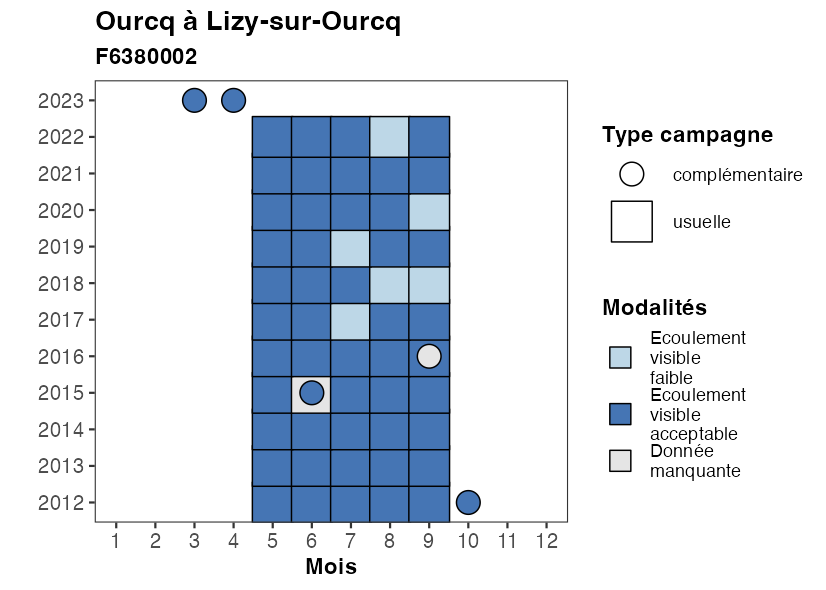 Ourcq à Lizy-sur-Ourcq
F6380002
2023
2022
2021
2020
2019
2018
2017
2016
2015
2014
2013
2012
1 2 3 4 5 6 7 8 9 10 11 12
Mois
Type campagne
complémentaire
usuelle
Modalités
Ecoulement
visible
faible
Ecoulement
visible
acceptable
Donnée
manquante